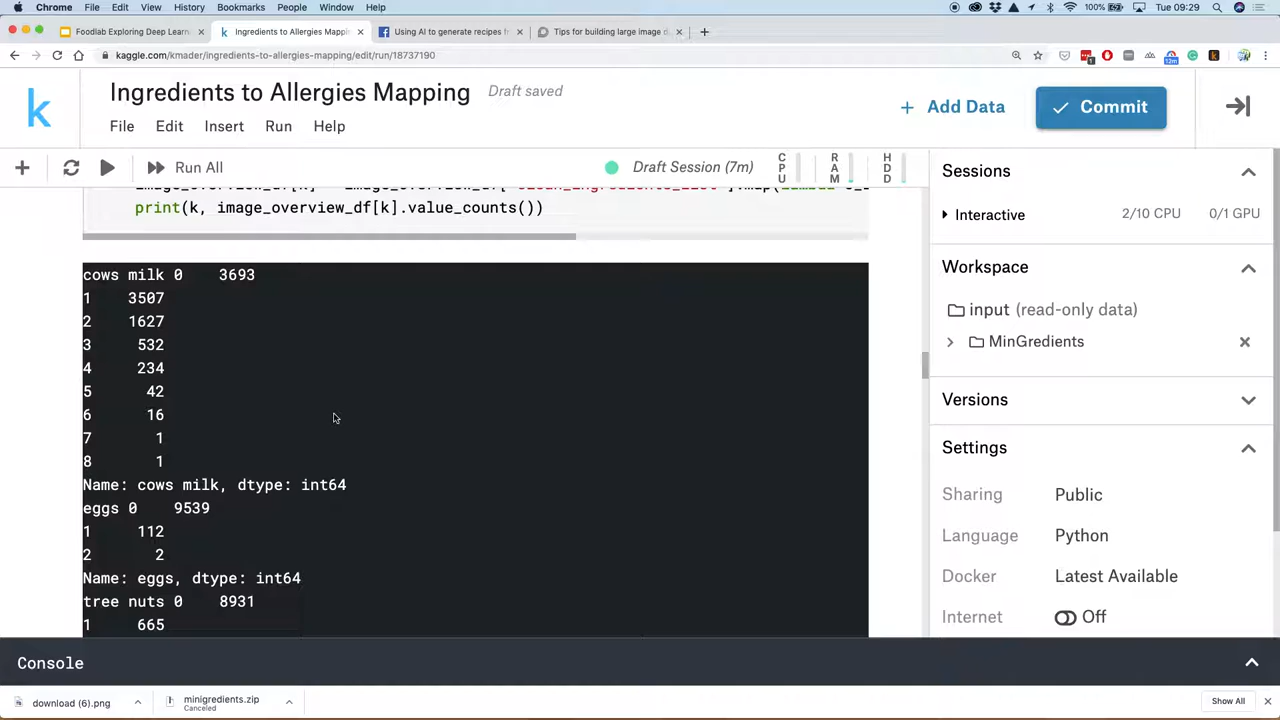 Chrome File Edit View History Bookmarks People Window Help 100% Tue 09:29
Foodlab Exploring Deep Learni × Ingredients to Allergies Mappin × Using AI to generate recipes fr × Tips for building large image d ×
kaggle.com/kmader/ingredients-to-allergies-mapping/edit/run/18737190
Ingredients to Allergies Mapping Draft saved
+ Add Data
Commit
File Edit Insert Run Help
Run All
Draft Session (7m)
CPU
RAM
HDD
print(k, image_overview_df[k].value_counts())
cows milk 0 3693
1 3507
2 1627
3 532
4 234
5 42
6 16
7 1
8 1
Name: cows milk, dtype: int64
eggs 0 9539
1 112
2 2
Name: eggs, dtype: int64
tree nuts 0 8931
1 665
Sessions
Interactive 2/10 CPU 0/1 GPU
Workspace
input (read-only data)
MinGredients ×
Versions
Settings
Sharing Public
Language Python
Docker Latest Available
Internet Off
Console
download (6).png
minigredients.zip
Canceled
Show All ×